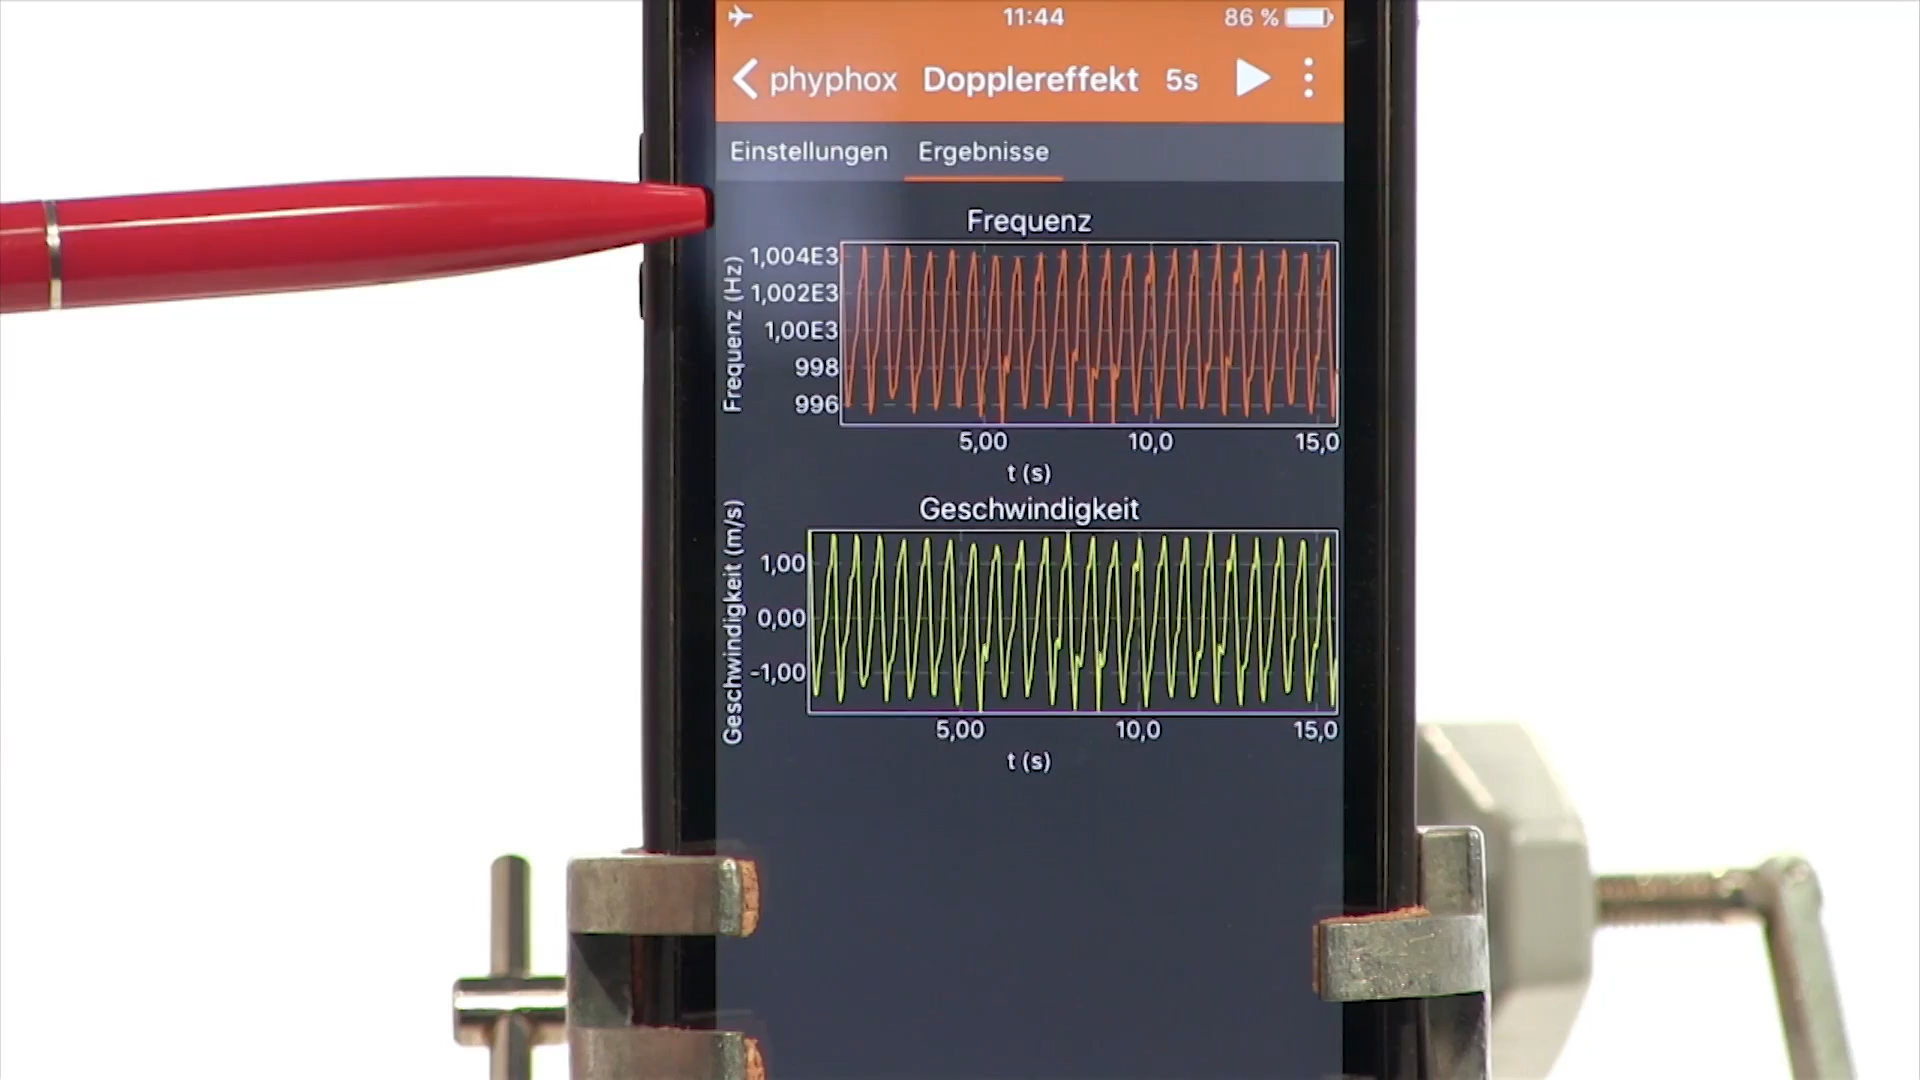 11:44 86 %
phyphox Dopplereffekt 5s
Einstellungen Ergebnisse
Frequenz
Frequenz (Hz)
1,004E3
1,002E3
1,00E3
998
996
5,00 10,0 15,0
t (s)
Geschwindigkeit
Geschwindigkeit (m/s)
1,00
0,00
-1,00
5,00 10,0 15,0
t (s)